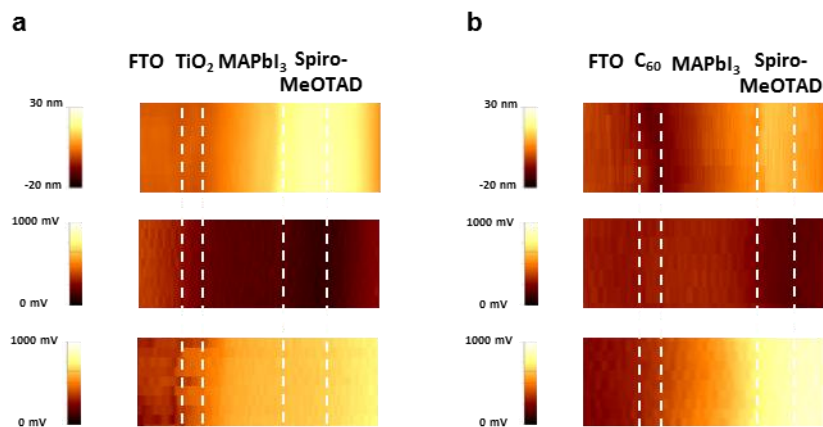 a
FTO TiO₂ MAPbI₃ Spiro-
MeOTAD
30 nm
-20 nm
1000 mV
0 mV
1000 mV
0 mV
b
FTO C₆₀ MAPbI₃ Spiro-
MeOTAD
30 nm
-20 nm
1000 mV
0 mV
1000 mV
0 mV